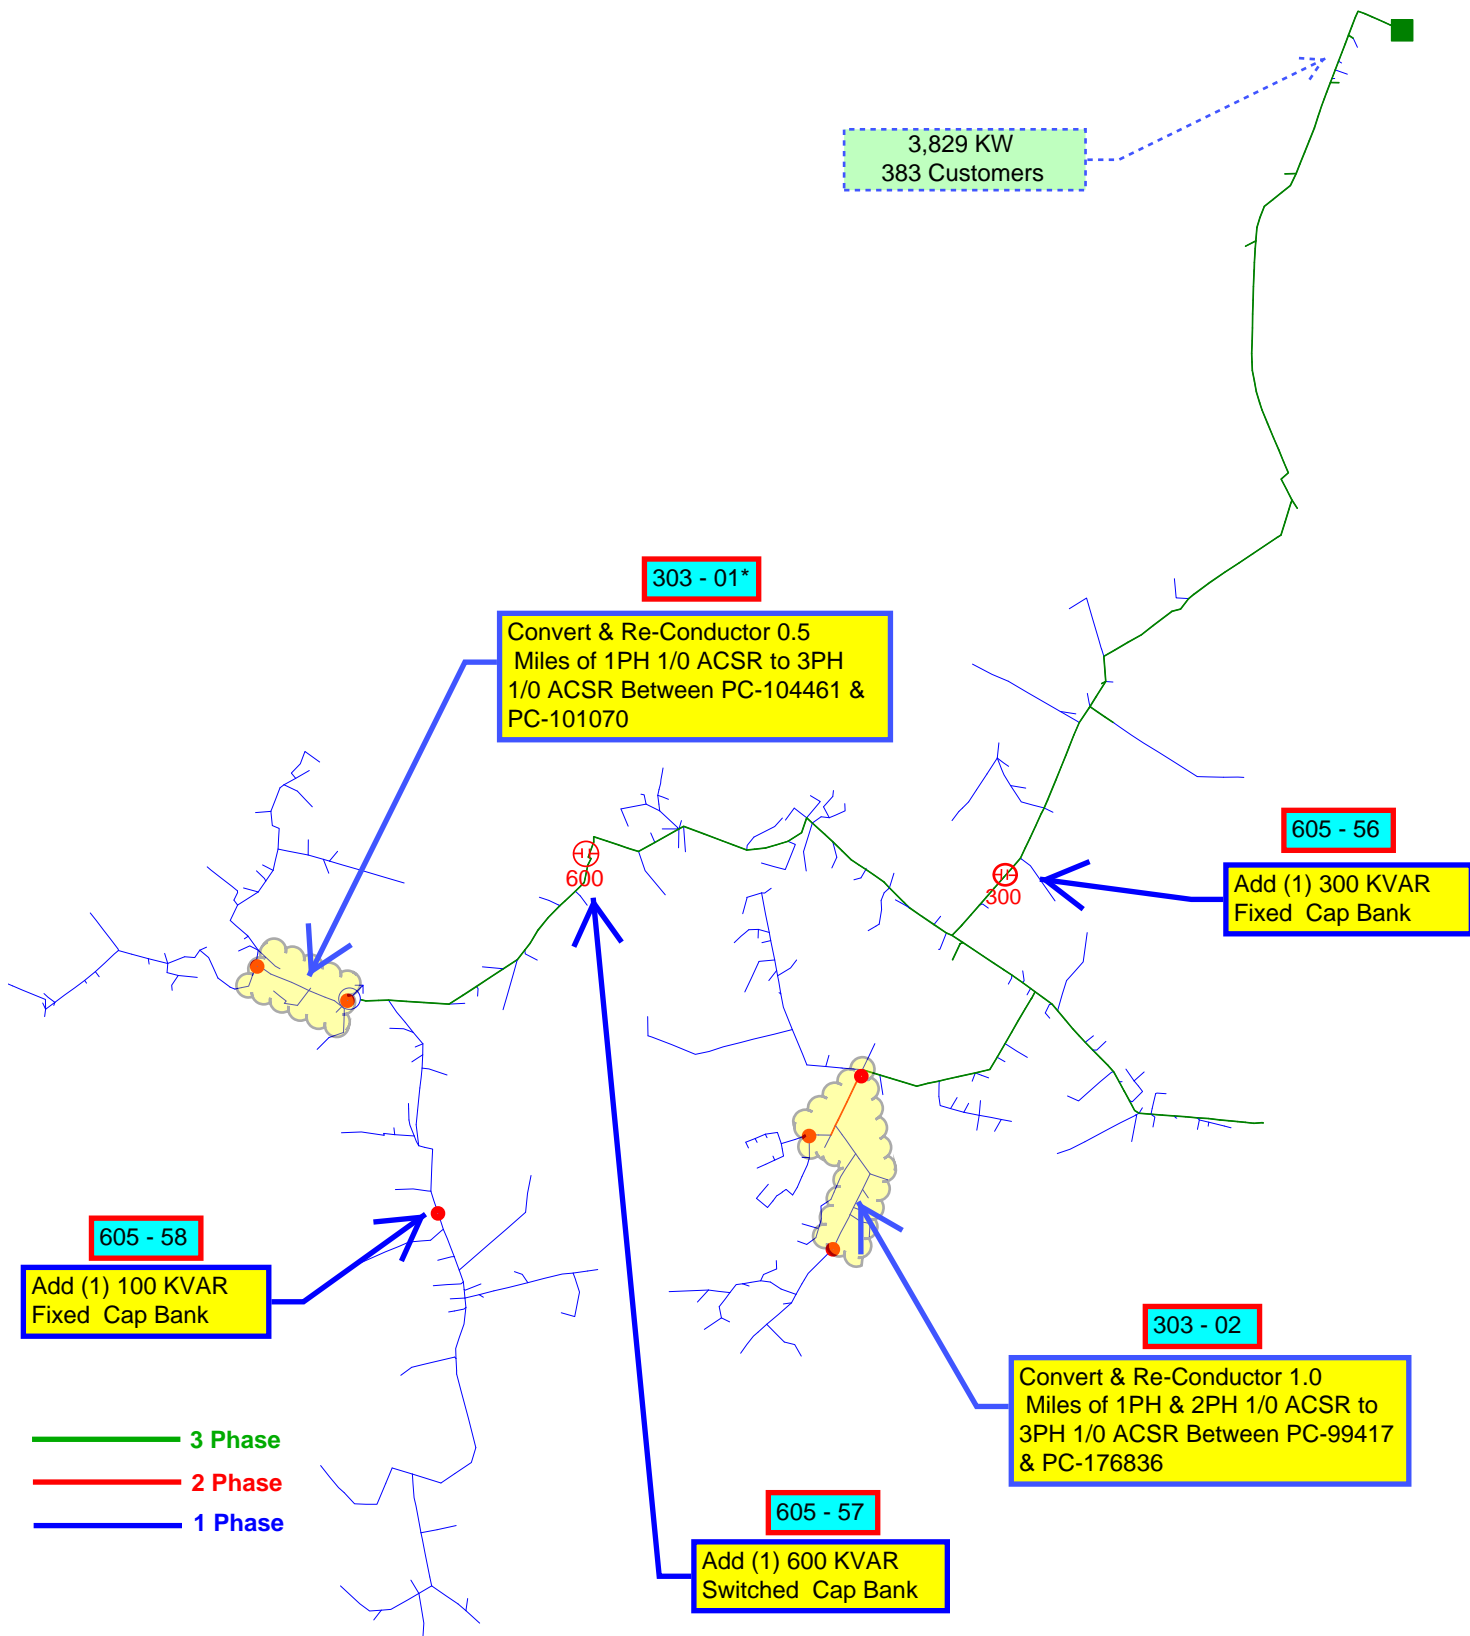 3,829 KW
383 Customers
303 - 01*
Convert & Re-Conductor 0.5
Miles of 1PH 1/0 ACSR to 3PH
1/0 ACSR Between PC-104461 &
PC-101070
605 - 56
Add (1) 300 KVAR
Fixed  Cap Bank
600
300
605 - 58
Add (1) 100 KVAR
Fixed  Cap Bank
303 - 02
Convert & Re-Conductor 1.0
Miles of 1PH & 2PH 1/0 ACSR to
3PH 1/0 ACSR Between PC-99417
& PC-176836
3 Phase
2 Phase
1 Phase
605 - 57
Add (1) 600 KVAR
Switched  Cap Bank